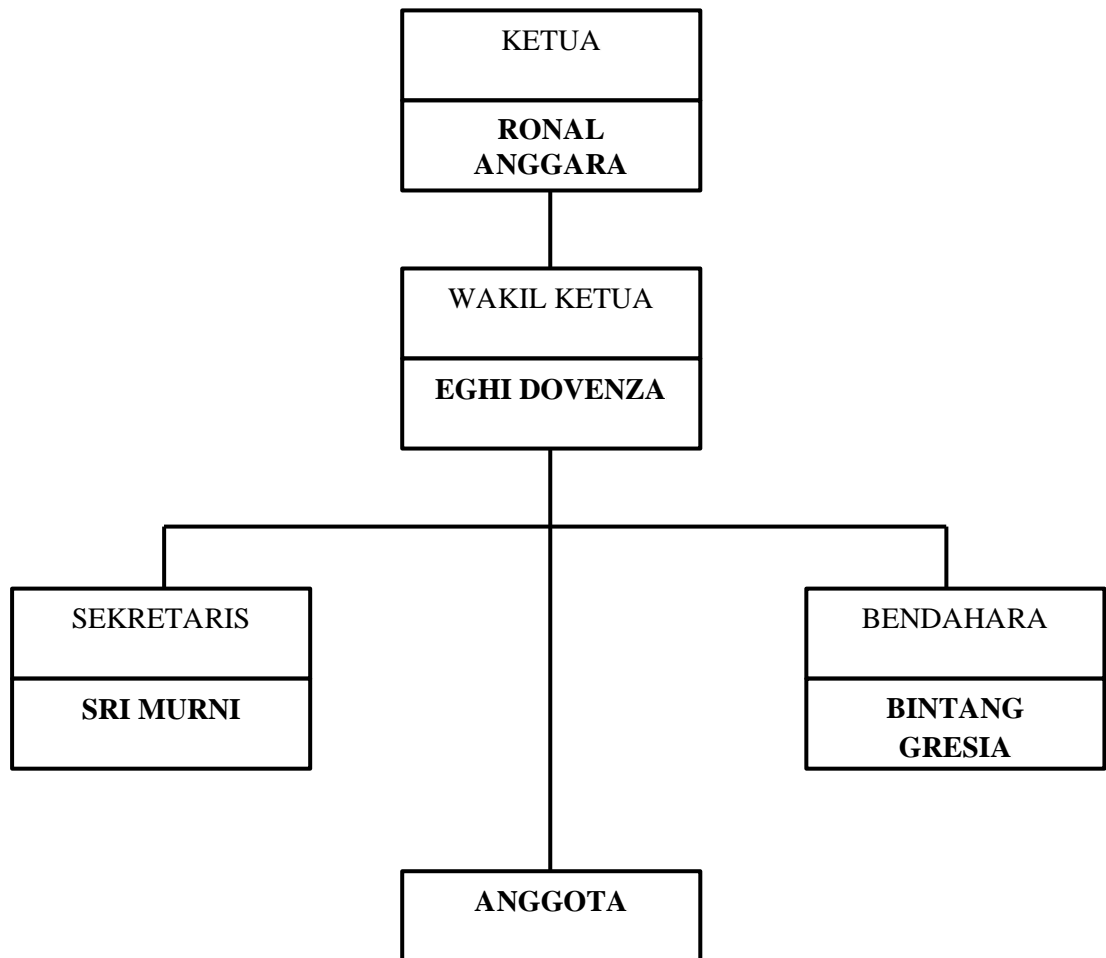 KETUA
RONAL
ANGGARA
WAKIL KETUA
EGHI DOVENZA
SEKRETARIS
SRI MURNI
BENDAHARA
BINTANG
GRESIA
ANGGOTA